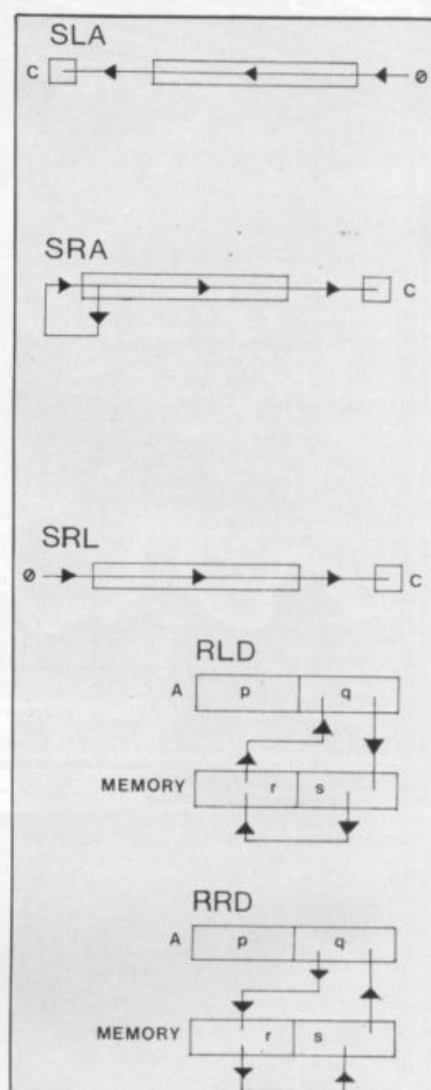 SLA
C Ø
SRA
C
SRL
Ø C
RLD
A p q
MEMORY r s
RRD
A p q
MEMORY r s